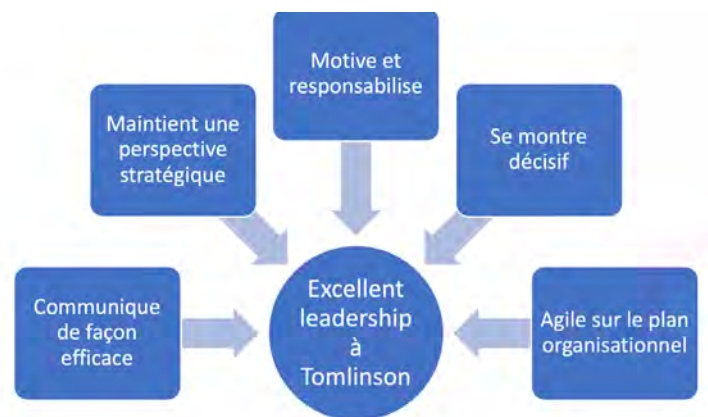 Motive et
responsabilise
Maintient une
perspective
stratégique
Se montre
décisif
Communique
de façon
efficace
Excellent
leadership
à
Tomlinson
Agile sur le plan
organisationnel